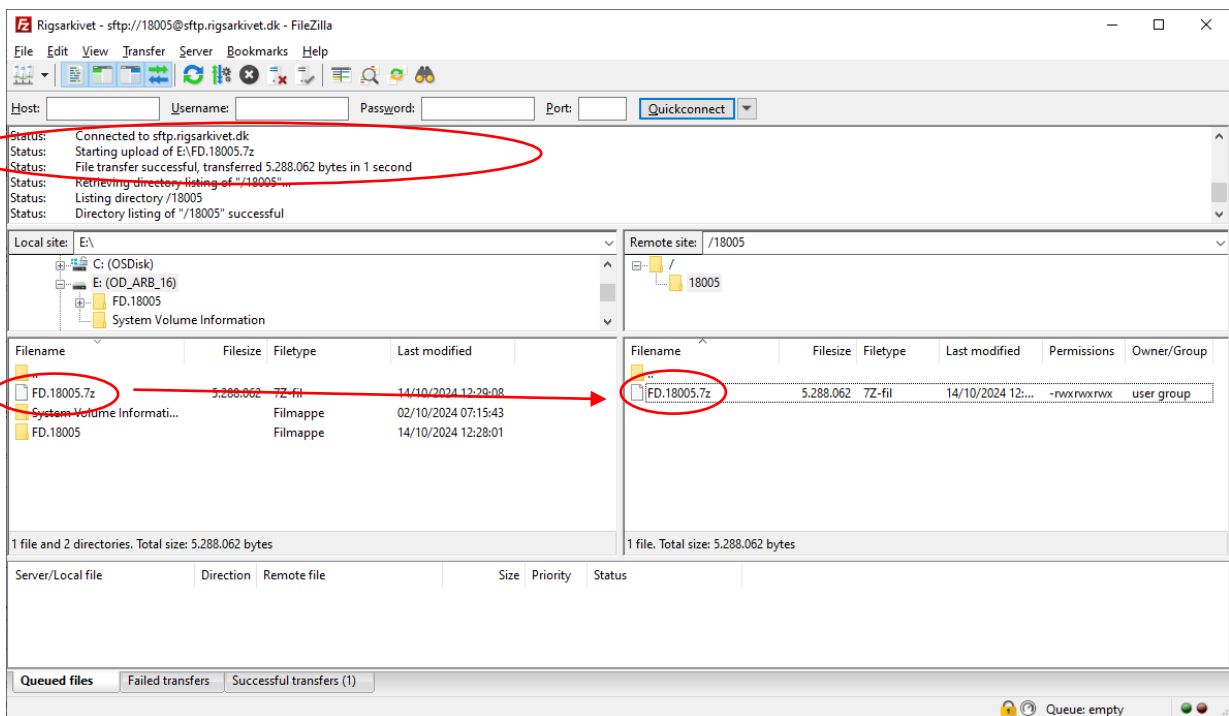 Rigsarkivet - sftp://18005@sftp.rigsarkivet.dk - FileZilla
File Edit View Transfer Server Bookmarks Help
Host: Username: Password: Port: Quickconnect
Status: Connected to sftp.rigsarkivet.dk
Status: Starting upload of E:\FD.18005.7z
Status: File transfer successful, transferred 5.288.062 bytes in 1 second
Status: Retrieving directory listing of "/18005"...
Status: Listing directory /18005
Status: Directory listing of "/18005" successful
Local site: E:\
C: (OSDisk)
E: (OD_ARB_16)
FD.18005
System Volume Information
Remote site: /18005
/
18005
Filename Filesize Filetype Last modified
..
FD.18005.7z 5.288.062 7Z-fil 14/10/2024 12:29:08
System Volume Informati... Filmappe 02/10/2024 07:15:43
FD.18005 Filmappe 14/10/2024 12:28:01
1 file and 2 directories. Total size: 5.288.062 bytes
Filename Filesize Filetype Last modified Permissions Owner/Group
..
FD.18005.7z 5.288.062 7Z-fil 14/10/2024 12:... -rwxrwxrwx user group
1 file. Total size: 5.288.062 bytes
Server/Local file Direction Remote file Size Priority Status
Queued files Failed transfers Successful transfers (1)
Queue: empty